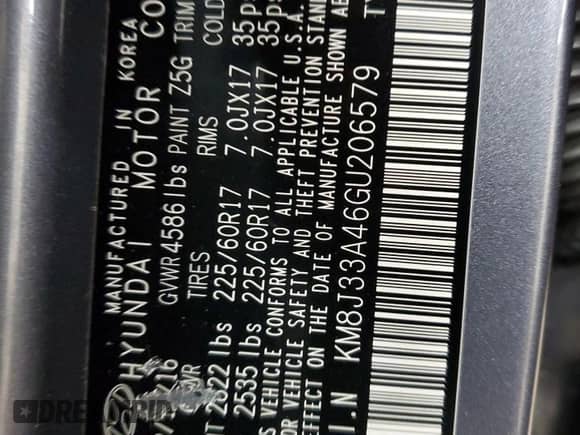 MANUFACTURED IN KOREA
HYUNDAI MOTOR CO
GVWR 4586 lbs PAINT Z5G TRIM
TIRES RMS COLD
2522 lbs 225/60R17 7.0JX17 35
2535 lbs 225/60R17 7.0JX17 35
VEHICLE CONFORMS TO ALL APPLICABLE U.S.A.
VEHICLE SAFETY AND THEFT PREVENTION
EFFECT ON THE DATE OF MANUFACTURE SHOWN
KM8J33A46GU206579